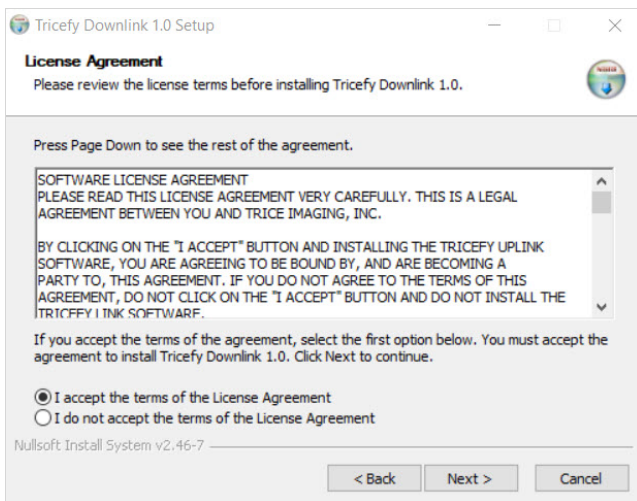 Tricefy Downlink 1.0 Setup
License Agreement
Please review the license terms before installing Tricefy Downlink 1.0.
Press Page Down to see the rest of the agreement.
SOFTWARE LICENSE AGREEMENT
PLEASE READ THIS LICENSE AGREEMENT VERY CAREFULLY. THIS IS A LEGAL
AGREEMENT BETWEEN YOU AND TRICE IMAGING, INC.
BY CLICKING ON THE "I ACCEPT" BUTTON AND INSTALLING THE TRICEFY UPLINK
SOFTWARE, YOU ARE AGREEING TO BE BOUND BY, AND ARE BECOMING A
PARTY TO, THIS AGREEMENT. IF YOU DO NOT AGREE TO THE TERMS OF THIS
AGREEMENT, DO NOT CLICK ON THE "I ACCEPT" BUTTON AND DO NOT INSTALL THE
TRICEFY LINK SOFTWARE.
If you accept the terms of the agreement, select the first option below. You must accept the
agreement to install Tricefy Downlink 1.0. Click Next to continue.
I accept the terms of the License Agreement
I do not accept the terms of the License Agreement
Nullsoft Install System v2.46-7
< Back Next > Cancel